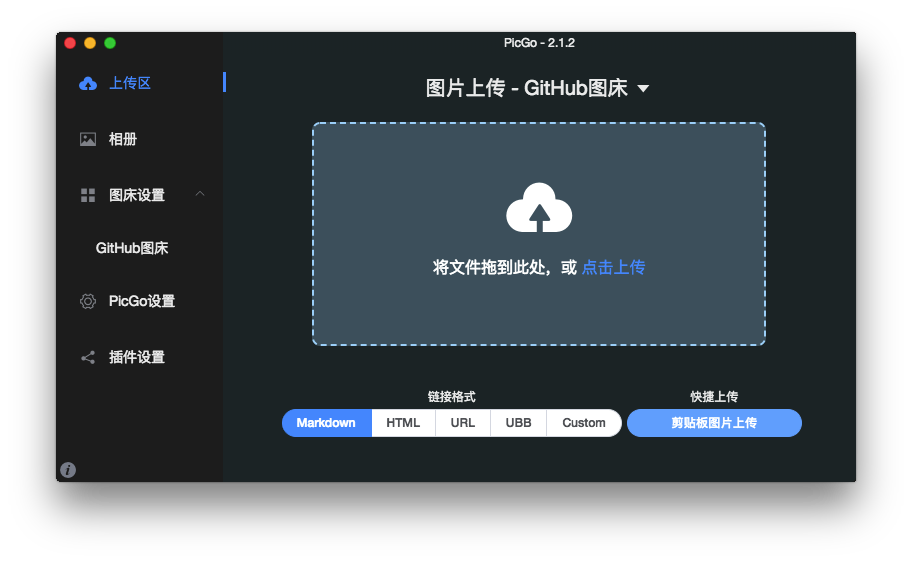 PicGo - 2.1.2
上传区
相册
图床设置
GitHub图床
PicGo设置
插件设置
图片上传 - GitHub图床
将文件拖到此处，或 点击上传
链接格式
Markdown HTML URL UBB Custom
快捷上传
剪贴板图片上传
i